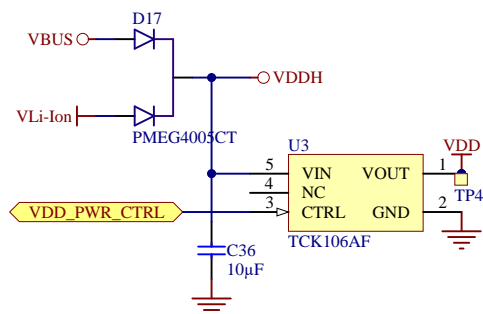 D17
VBUS
VDDH
VLi-Ion
PMEG4005CT
U3
VDD
5 VIN VOUT 1
4 NC
TP4
VDD_PWR_CTRL 3 CTRL GND 2
TCK106AF
C36
10µF